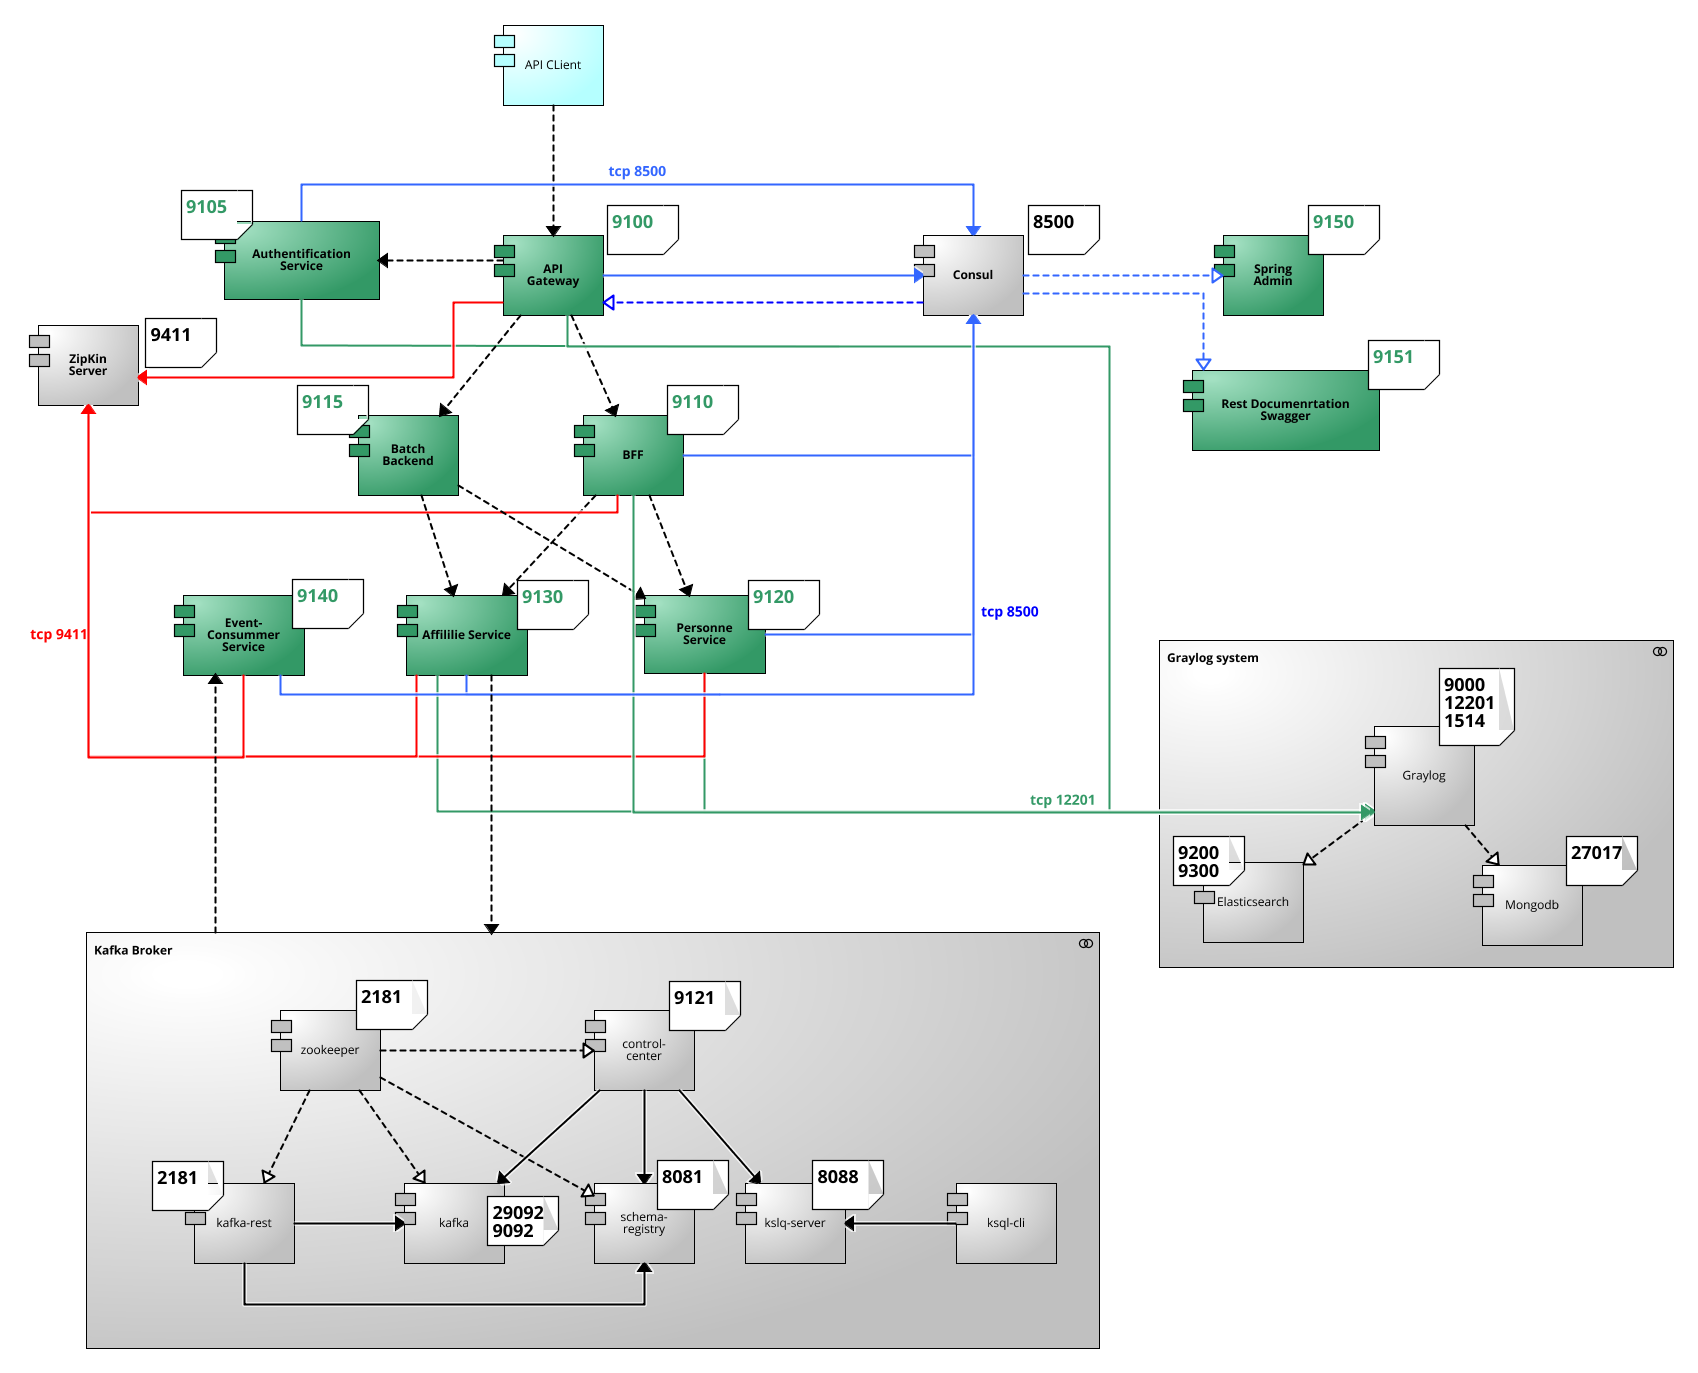 API CLient
tcp 8500
9105
9100
8500
9150
Authentification
Service
API
Gateway
Consul
Spring
Admin
9411
ZipKin
Server
9151
9115
9110
Rest Documenrtation
Swagger
Batch
Backend
BFF
9140
9130
9120
tcp 8500
Event-
Consummer
Service
Affililie Service
Personne
Service
tcp 9411
Graylog system
9000
12201
1514
Graylog
tcp 12201
9200
9300
27017
Elasticsearch
Mongodb
Kafka Broker
2181
9121
zookeeper
control-
center
2181
8081
8088
kafka-rest
kafka
29092
9092
schema-
registry
kslq-server
ksql-cli